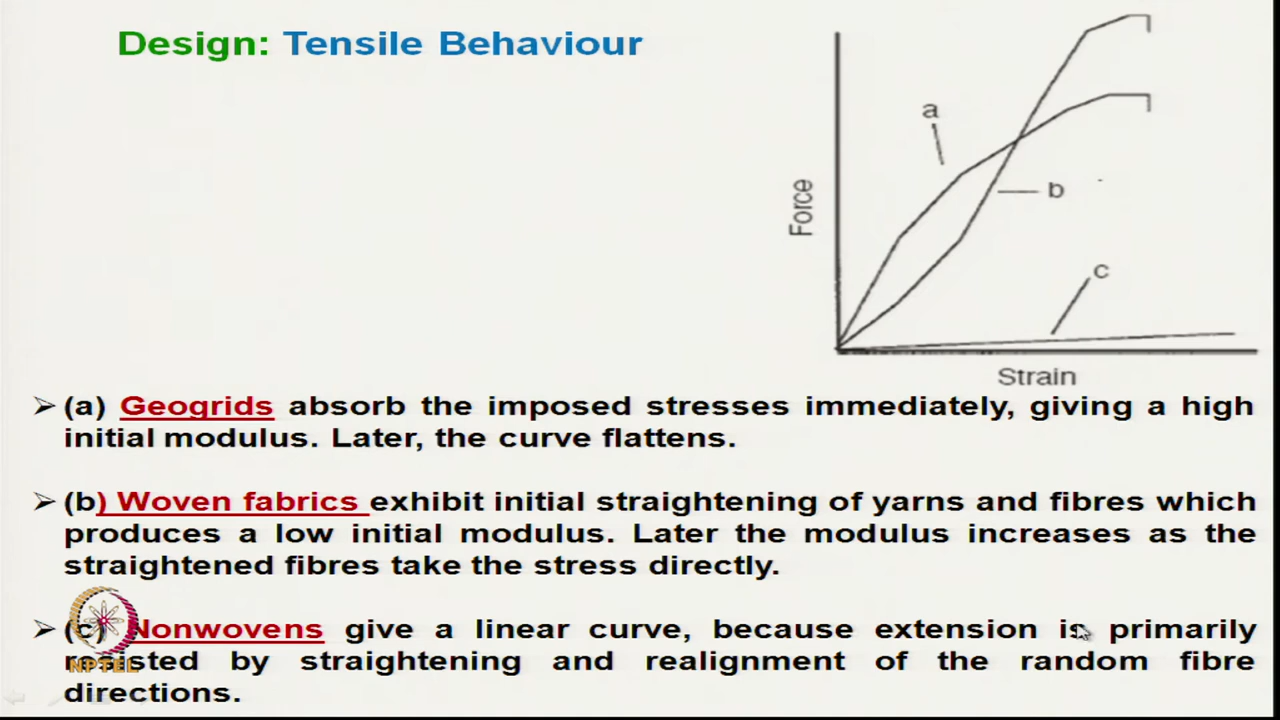 Design: Tensile Behaviour
a
b
c
Force
Strain
(a) Geogrids absorb the imposed stresses immediately, giving a high
initial modulus. Later, the curve flattens.
(b) Woven fabrics exhibit initial straightening of yarns and fibres which
produces a low initial modulus. Later the modulus increases as the
straightened fibres take the stress directly.
(c) Nonwovens give a linear curve, because extension is primarily
resisted by straightening and realignment of the random fibre
directions.
NPTEL